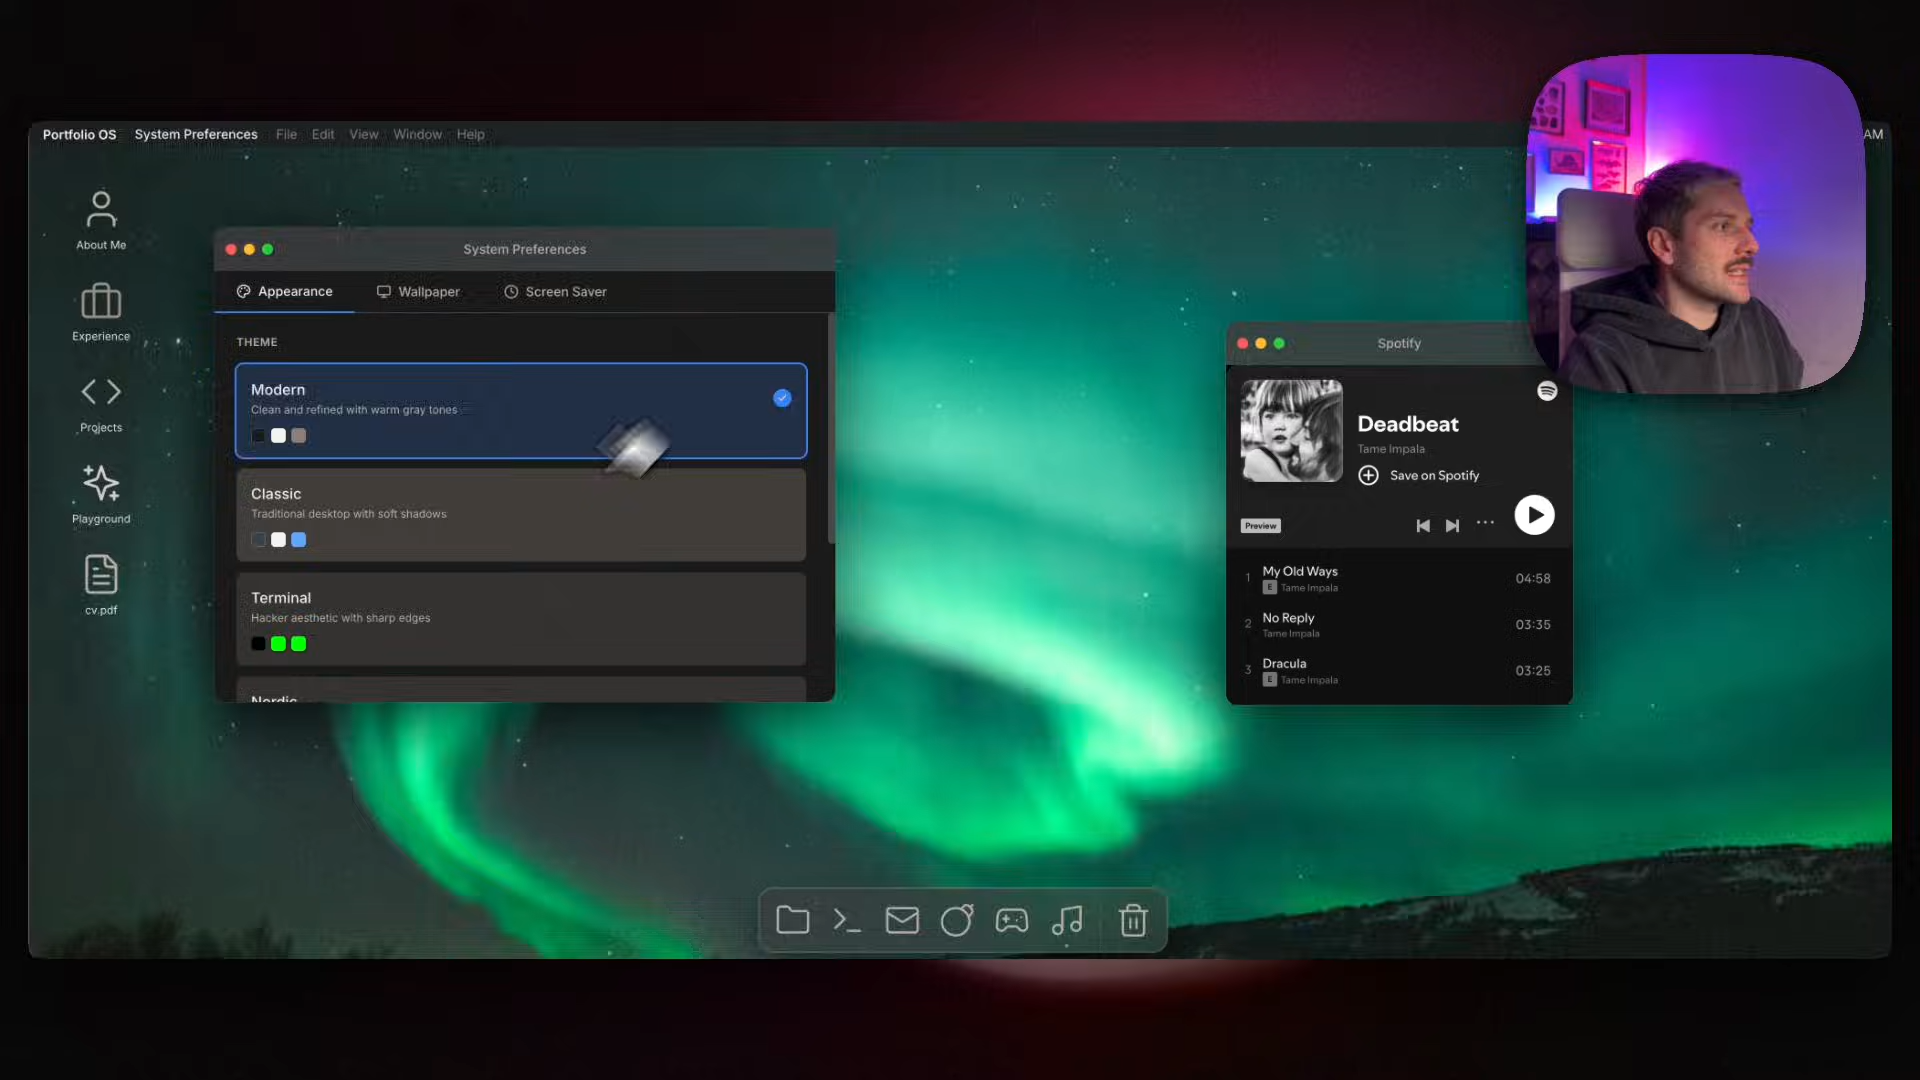 Portfolio OS System Preferences File Edit View Window Help
AM
About Me
Experience
Projects
Playground
cv.pdf
System Preferences
Appearance Wallpaper Screen Saver
THEME
Modern
Clean and refined with warm gray tones
Classic
Traditional desktop with soft shadows
Terminal
Hacker aesthetic with sharp edges
Nordic
Spotify
Deadbeat
Tame Impala
Save on Spotify
Preview
1 My Old Ways 04:58
E Tame Impala
2 No Reply 03:35
Tame Impala
3 Dracula 03:25
E Tame Impala